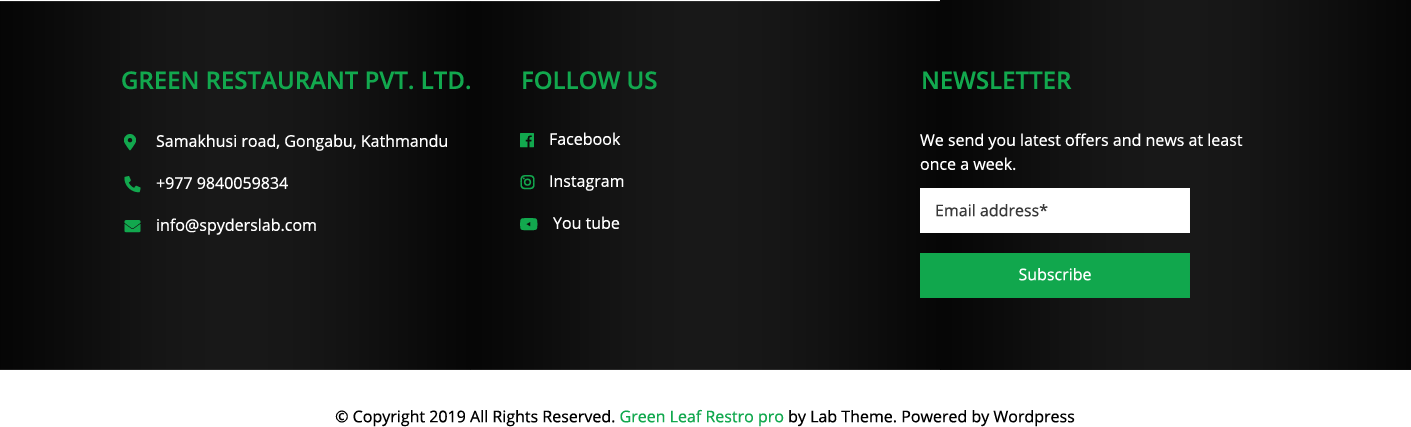 GREEN RESTAURANT PVT. LTD.
Samakhusi road, Gongabu, Kathmandu
+977 9840059834
info@spyderslab.com
FOLLOW US
Facebook
Instagram
You tube
NEWSLETTER
We send you latest offers and news at least
once a week.
Email address*
Subscribe
© Copyright 2019 All Rights Reserved. Green Leaf Restro pro by Lab Theme. Powered by Wordpress